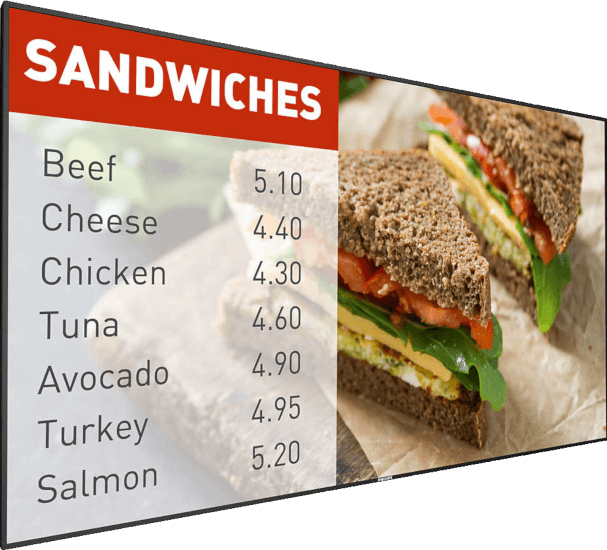 SANDWICHES
Beef 5.10
Cheese 4.40
Chicken 4.30
Tuna 4.60
Avocado 4.90
Turkey 4.95
Salmon 5.20